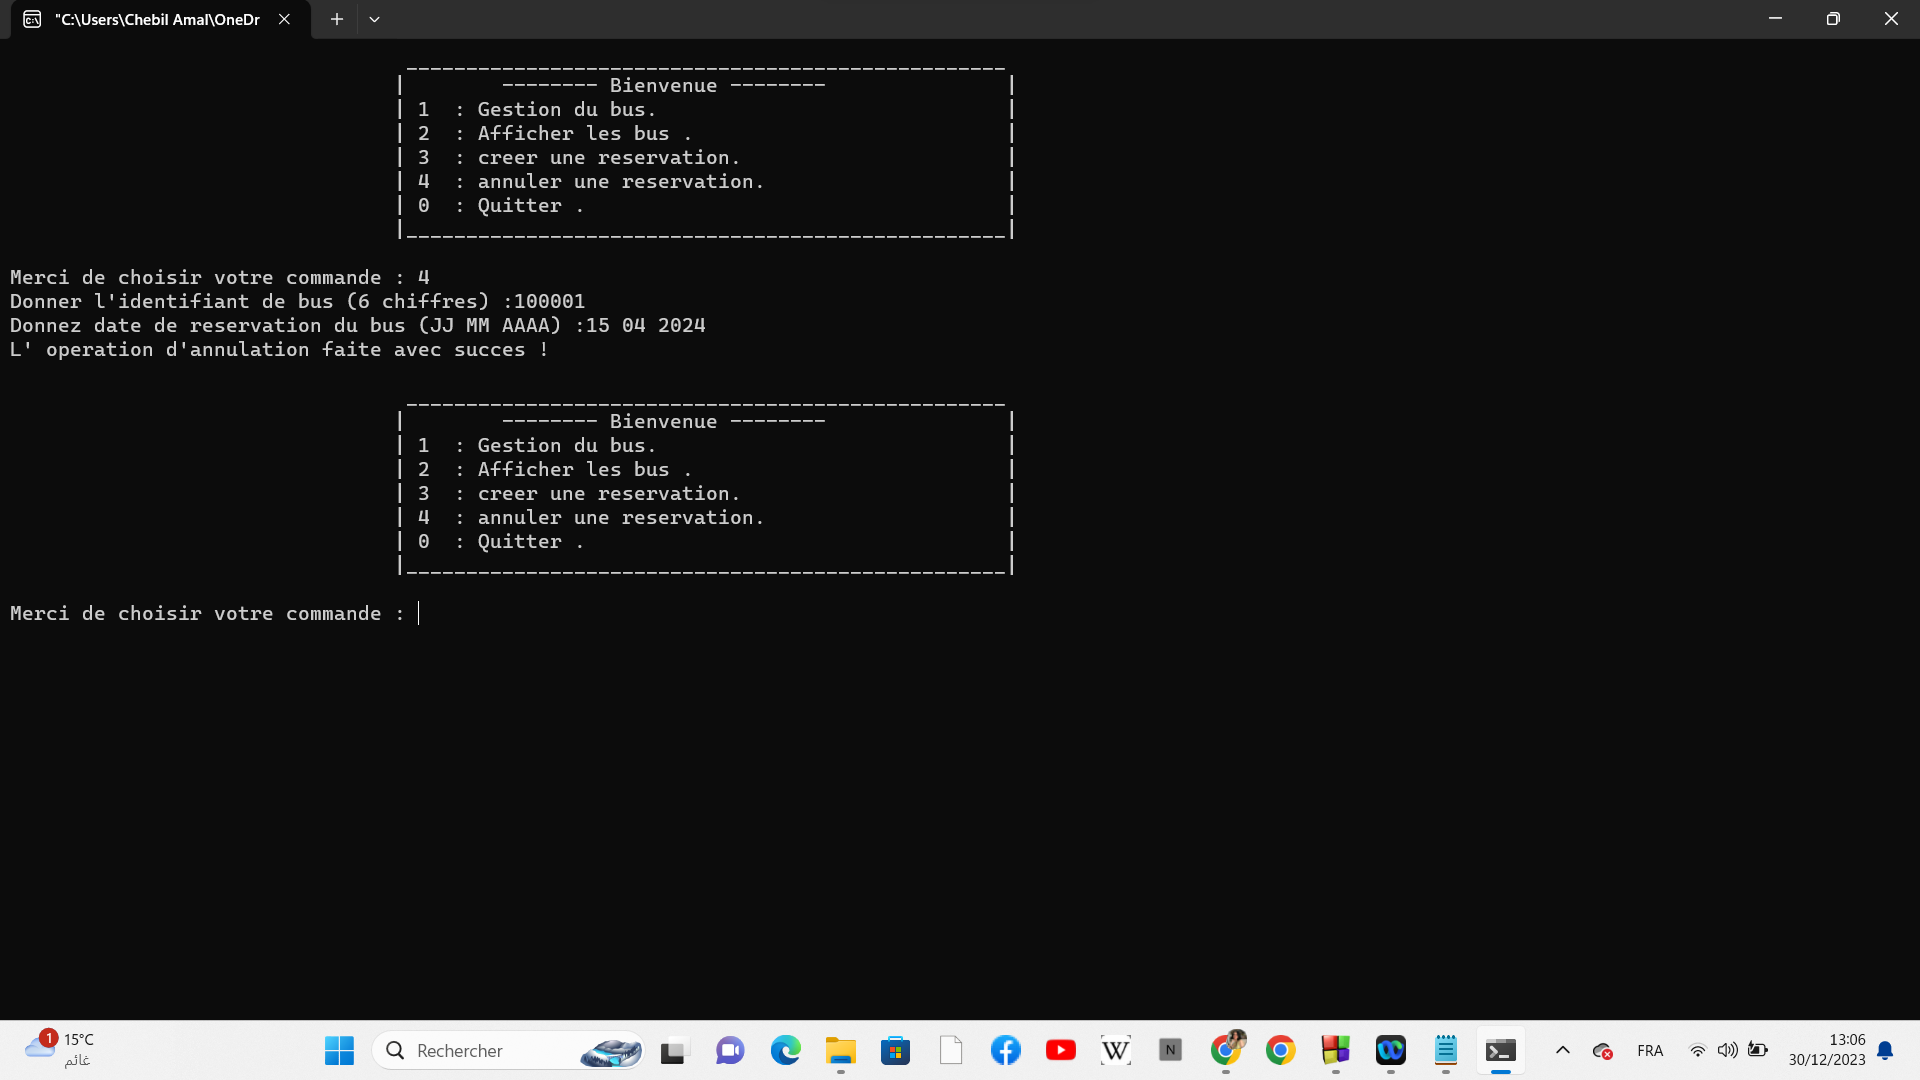 "C:\Users\Chebil Amal\OneDr
-------- Bienvenue --------
| 1  : Gestion du bus. |
| 2  : Afficher les bus . |
| 3  : creer une reservation. |
| 4  : annuler une reservation. |
| 0  : Quitter . |
Merci de choisir votre commande : 4
Donner l'identifiant de bus (6 chiffres) :100001
Donnez date de reservation du bus (JJ MM AAAA) :15 04 2024
L' operation d'annulation faite avec succes !
-------- Bienvenue --------
| 1  : Gestion du bus. |
| 2  : Afficher les bus . |
| 3  : creer une reservation. |
| 4  : annuler une reservation. |
| 0  : Quitter . |
Merci de choisir votre commande :
1
15°C
غائم
Rechercher
W
N
FRA
13:06
30/12/2023